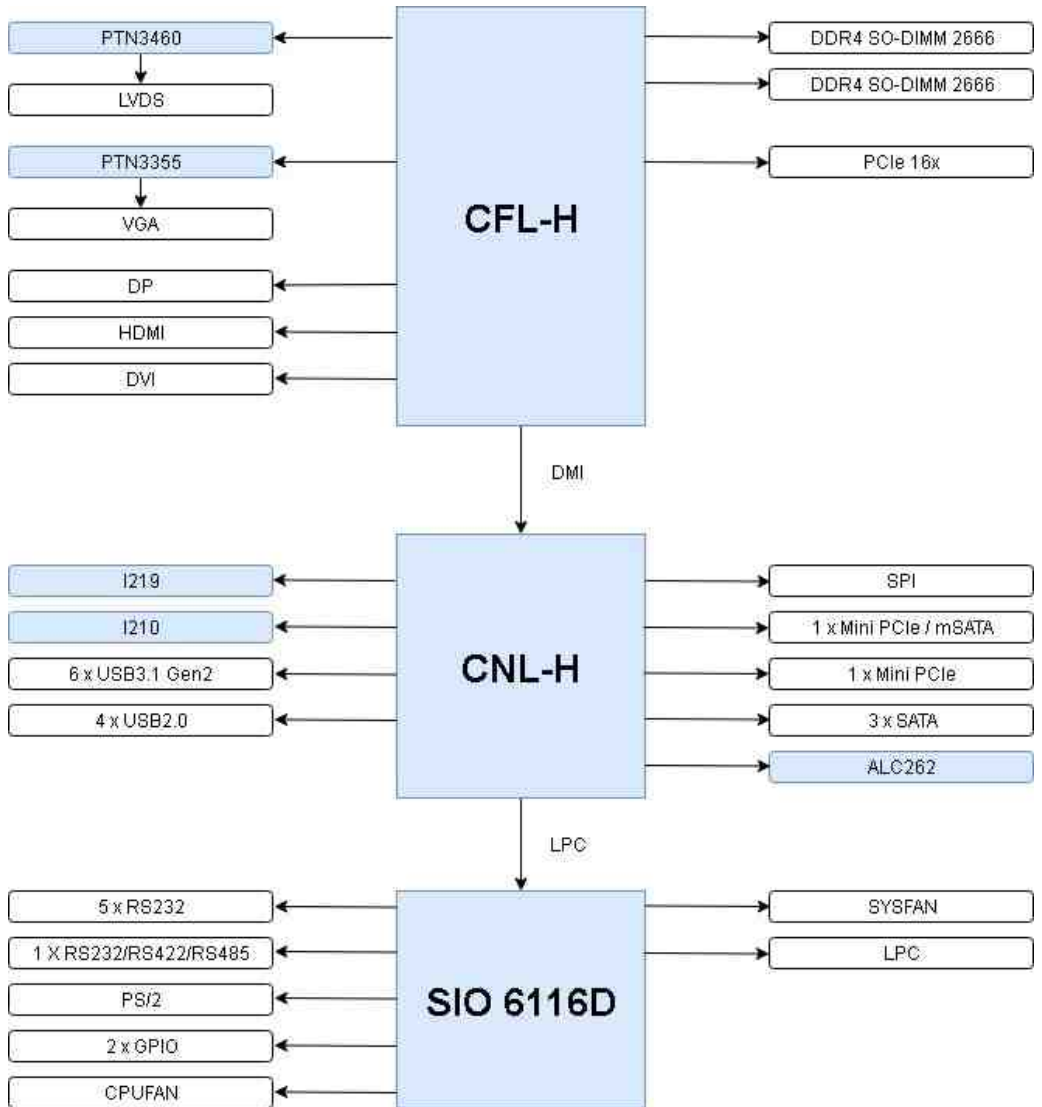 PTN3460
DDR4 SO-DIMM 2666
LVDS
DDR4 SO-DIMM 2666
PTN3355
PCIe 16x
VGA
CFL-H
DP
HDMI
DVI
DMI
I219
SPI
I210
1 x Mini PCIe / mSATA
6 x USB3.1 Gen2
CNL-H
1 x Mini PCIe
4 x USB2.0
3 x SATA
ALC262
LPC
5 x RS232
SYSFAN
1 X RS232/RS422/RS485
LPC
PS/2
SIO 6116D
2 x GPIO
CPUFAN